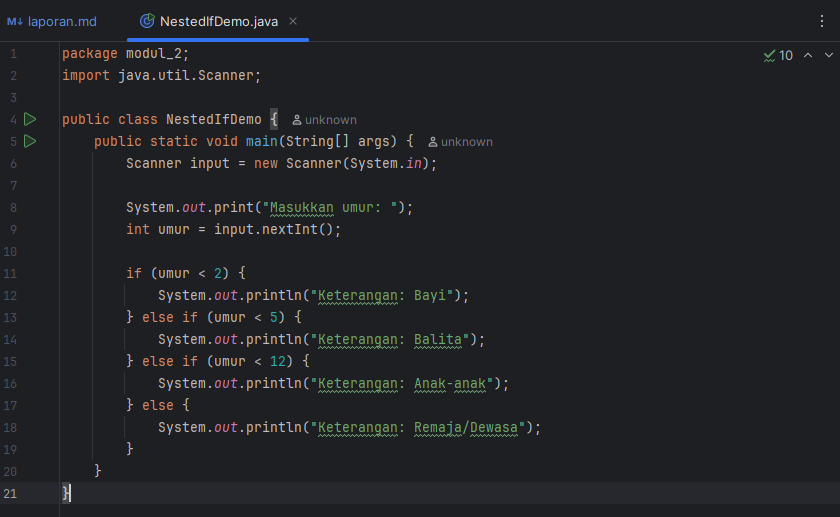 M↓ laporan.md NestedIfDemo.java ×
1 package modul_2; 10
2 import java.util.Scanner;
3
4 public class NestedIfDemo { unknown
5 public static void main(String[] args) { unknown
6 Scanner input = new Scanner(System.in);
7
8 System.out.print("Masukkan umur: ");
9 int umur = input.nextInt();
10
11 if (umur < 2) {
12 System.out.println("Keterangan: Bayi");
13 } else if (umur < 5) {
14 System.out.println("Keterangan: Balita");
15 } else if (umur < 12) {
16 System.out.println("Keterangan: Anak-anak");
17 } else {
18 System.out.println("Keterangan: Remaja/Dewasa");
19 }
20 }
21 }